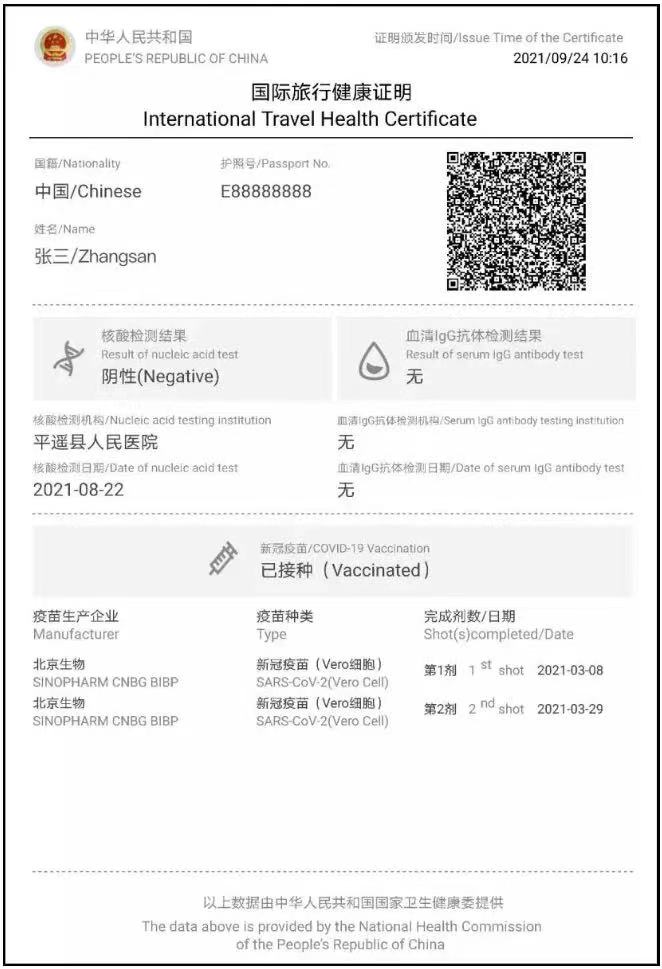 中华人民共和国
PEOPLE'S REPUBLIC OF CHINA
证明颁发时间/Issue Time of the Certificate
2021/09/24 10:16
国际旅行健康证明
International Travel Health Certificate
国籍/Nationality
护照号/Passport No.
中国/Chinese
E88888888
姓名/Name
张三/Zhangsan
核酸检测结果
Result of nucleic acid test
阴性(Negative)
血清IgG抗体检测结果
Result of serum IgG antibody test
无
核酸检测机构/Nucleic acid testing institution
平遥县人民医院
核酸检测日期/Date of nucleic acid test
2021-08-22
血清IgG抗体检测机构/Serum IgG antibody testing institution
无
血清IgG抗体检测日期/Date of serum IgG antibody test
无
新冠疫苗/COVID-19 Vaccination
已接种（Vaccinated）
疫苗生产企业
Manufacturer
疫苗种类
Type
完成剂数/日期
Shot(s)completed/Date
北京生物
SINOPHARM CNBG BIBP
新冠疫苗（Vero细胞）
SARS-CoV-2(Vero Cell)
第1剂 1 st shot 2021-03-08
北京生物
SINOPHARM CNBG BIBP
新冠疫苗（Vero细胞）
SARS-CoV-2(Vero Cell)
第2剂 2 nd shot 2021-03-29
以上数据由中华人民共和国国家卫生健康委提供
The data above is provided by the National Health Commission
of the People's Republic of China